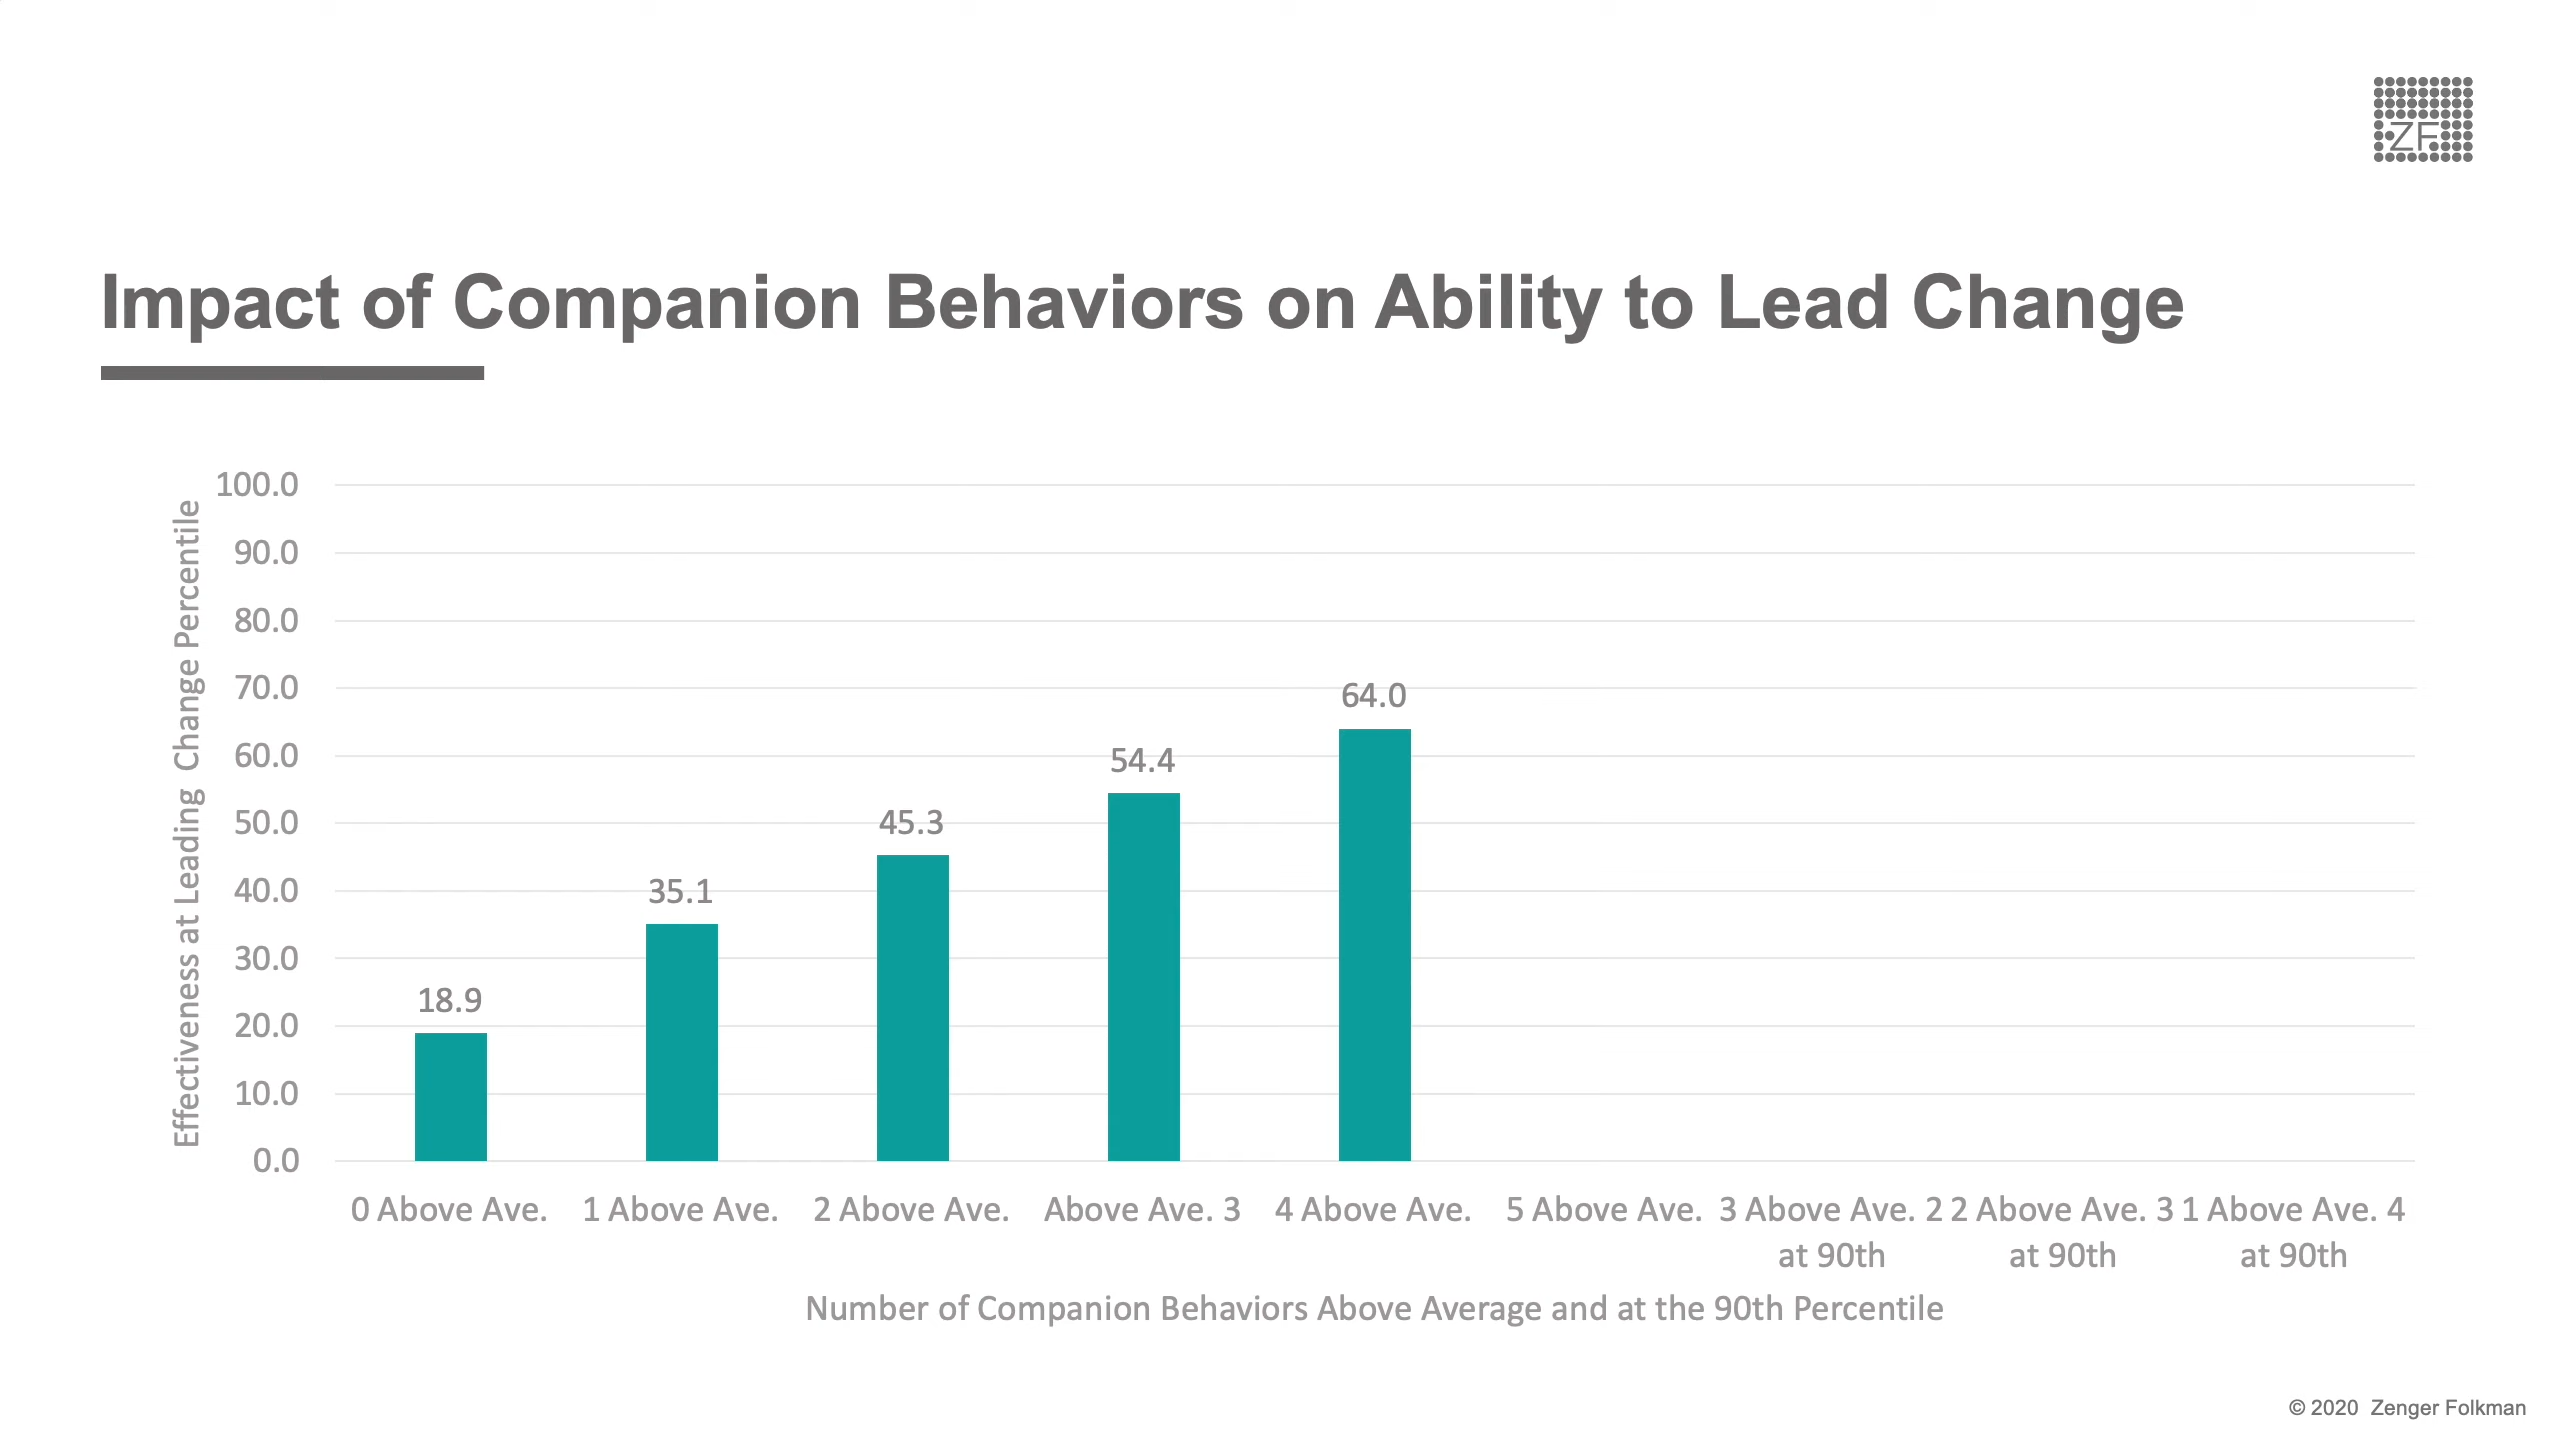 ZF
Impact of Companion Behaviors on Ability to Lead Change
Effectiveness at Leading Change Percentile
100.0
90.0
80.0
70.0
60.0
50.0
40.0
30.0
20.0
10.0
0.0
18.9
35.1
45.3
54.4
64.0
0 Above Ave.
1 Above Ave.
2 Above Ave.
Above Ave. 3
4 Above Ave.
5 Above Ave.
3 Above Ave. 2
at 90th
2 Above Ave. 3
at 90th
1 Above Ave. 4
at 90th
Number of Companion Behaviors Above Average and at the 90th Percentile
© 2020 Zenger Folkman